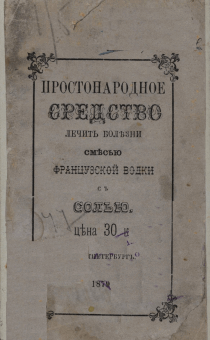 ПРОСТОНАРОДНОЕ
СРЕДСТВО
ЛЕЧИТЬ БОЛѢЗНИ
СМѢСЬЮ
ФРАНЦУЗСКОЙ ВОДКИ
СЪ
СОЛЬЮ.
цѣна 30 к